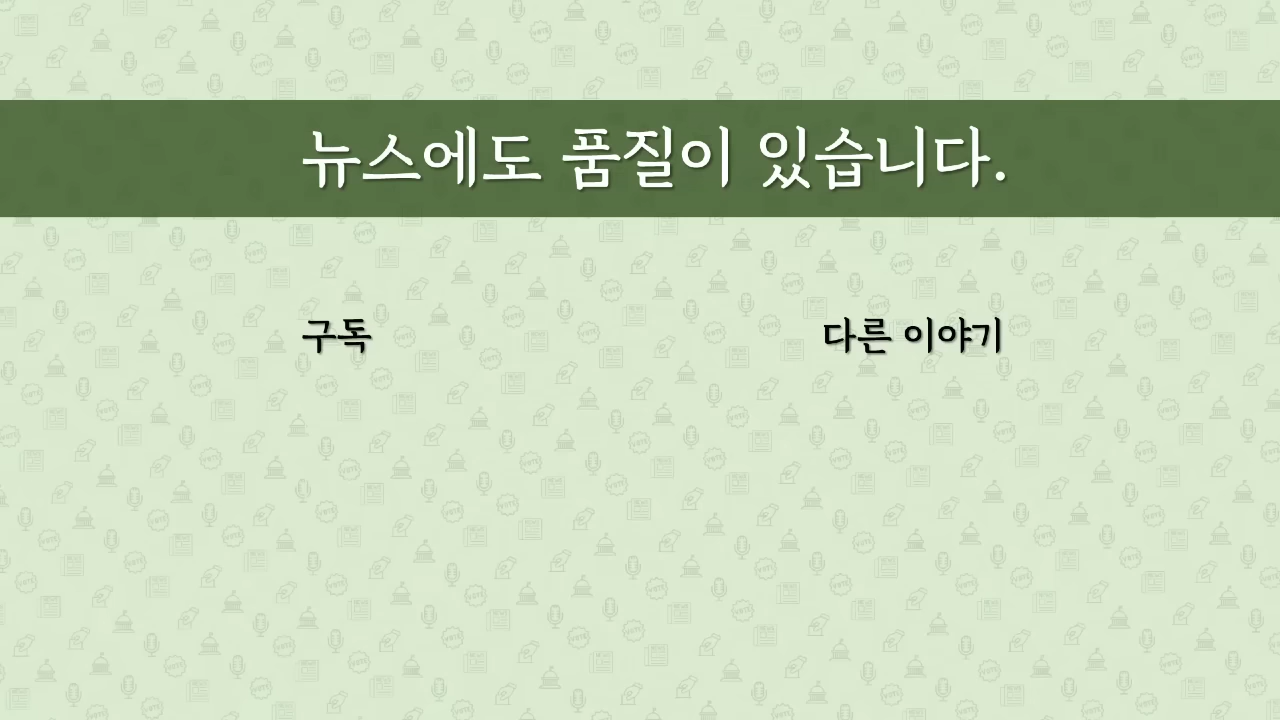 뉴스에도 품질이 있습니다.
구독
다른 이야기